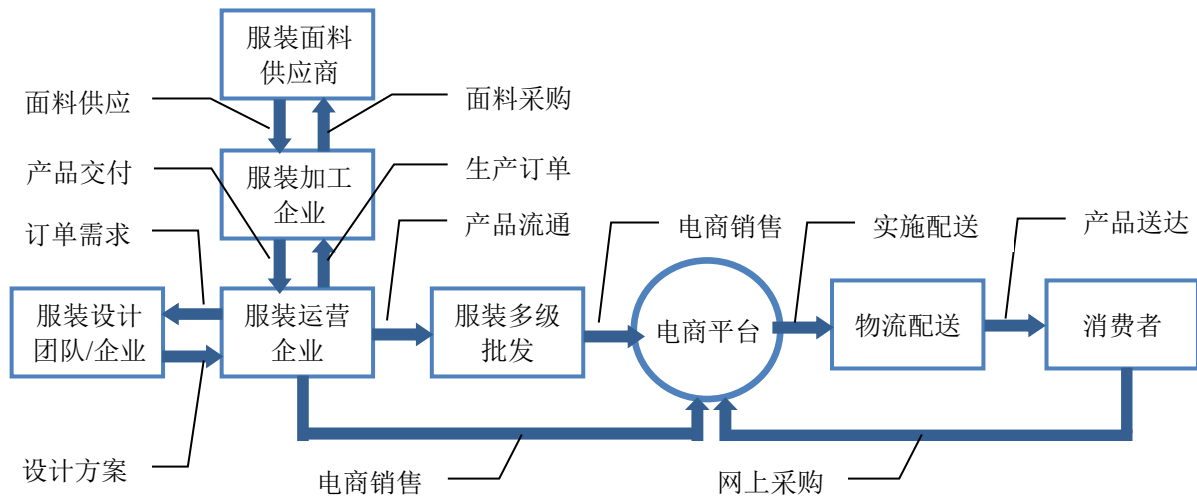 服装面料
供应商
面料供应
面料采购
服装加工
企业
产品交付
生产订单
订单需求
产品流通
电商销售
实施配送
产品送达
服装设计
团队/企业
服装运营
企业
服装多级
批发
电商平台
物流配送
消费者
设计方案
电商销售
网上采购